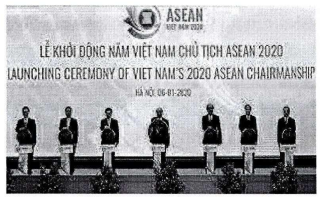 ASEAN
VIET NAM 2020
LỄ KHỞI ĐỘNG NĂM VIỆT NAM CHỦ TỊCH ASEAN 2020
LAUNCHING CEREMONY OF VIET NAM'S 2020 ASEAN CHAIRMANSHIP
HÀ NỘI, 06-01-2020